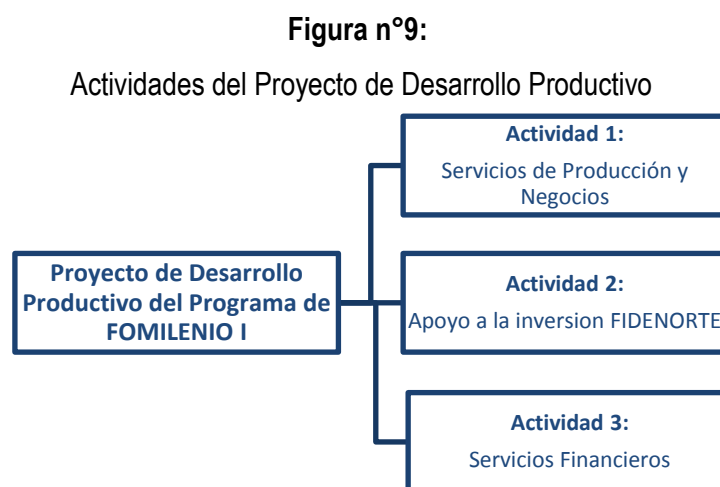 Figura n°9:
Actividades del Proyecto de Desarrollo Productivo
Proyecto de Desarrollo
Productivo del Programa de
FOMILENIO I
Actividad 1:
Servicios de Producción y
Negocios
Actividad 2:
Apoyo a la inversion FIDENORTE
Actividad 3:
Servicios Financieros